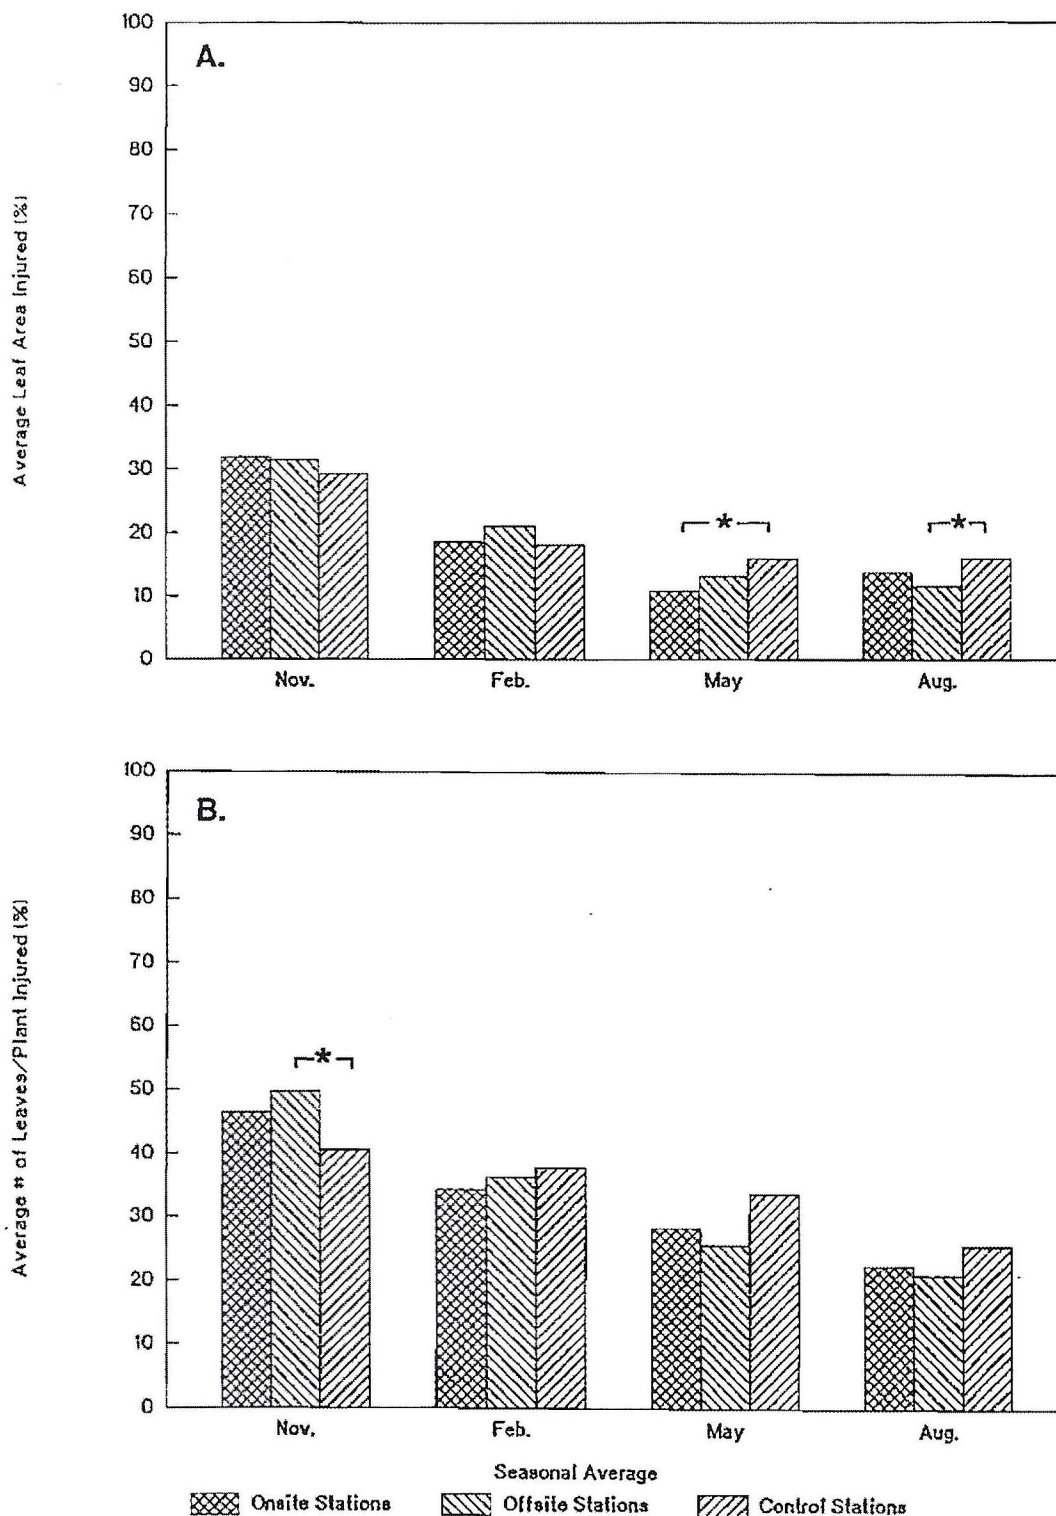 A.
Average Leaf Area Injured (%)
100
90
80
70
60
50
40
30
20
10
0
*
*
Nov.
Feb.
May
Aug.
B.
Average # of Leaves/Plant Injured (%)
100
90
80
70
60
50
40
30
20
10
0
*
Nov.
Feb.
May
Aug.
Seasonal Average
Onsite Stations
Offsite Stations
Control Stations